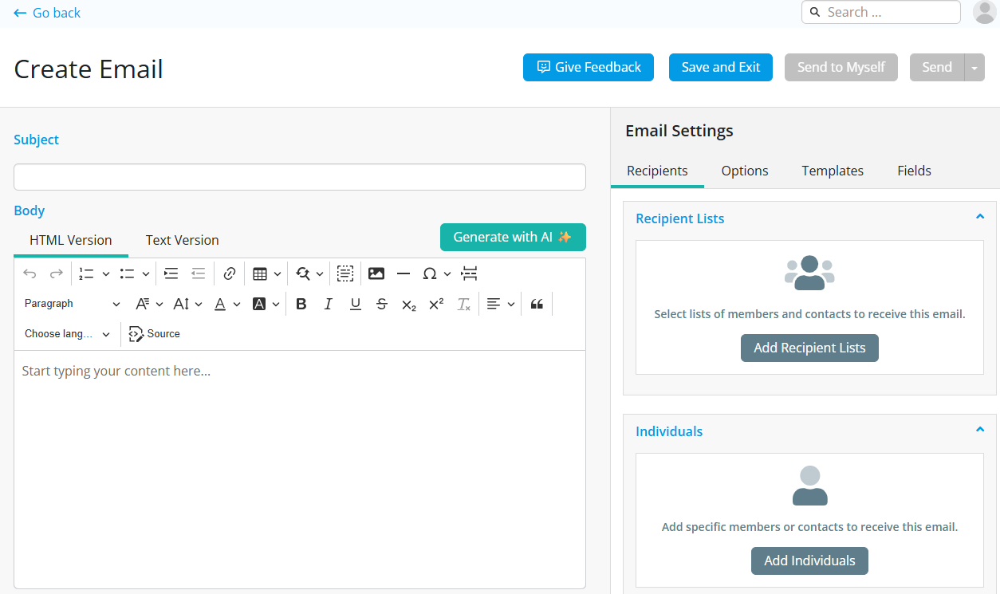 Go back
Search ...
Create Email
Give Feedback
Save and Exit
Send to Myself
Send
Subject
Email Settings
Recipients Options Templates Fields
Body
HTML Version Text Version
Generate with AI ✨
Paragraph
Choose lang... Source
Start typing your content here...
Recipient Lists
Select lists of members and contacts to receive this email.
Add Recipient Lists
Individuals
Add specific members or contacts to receive this email.
Add Individuals